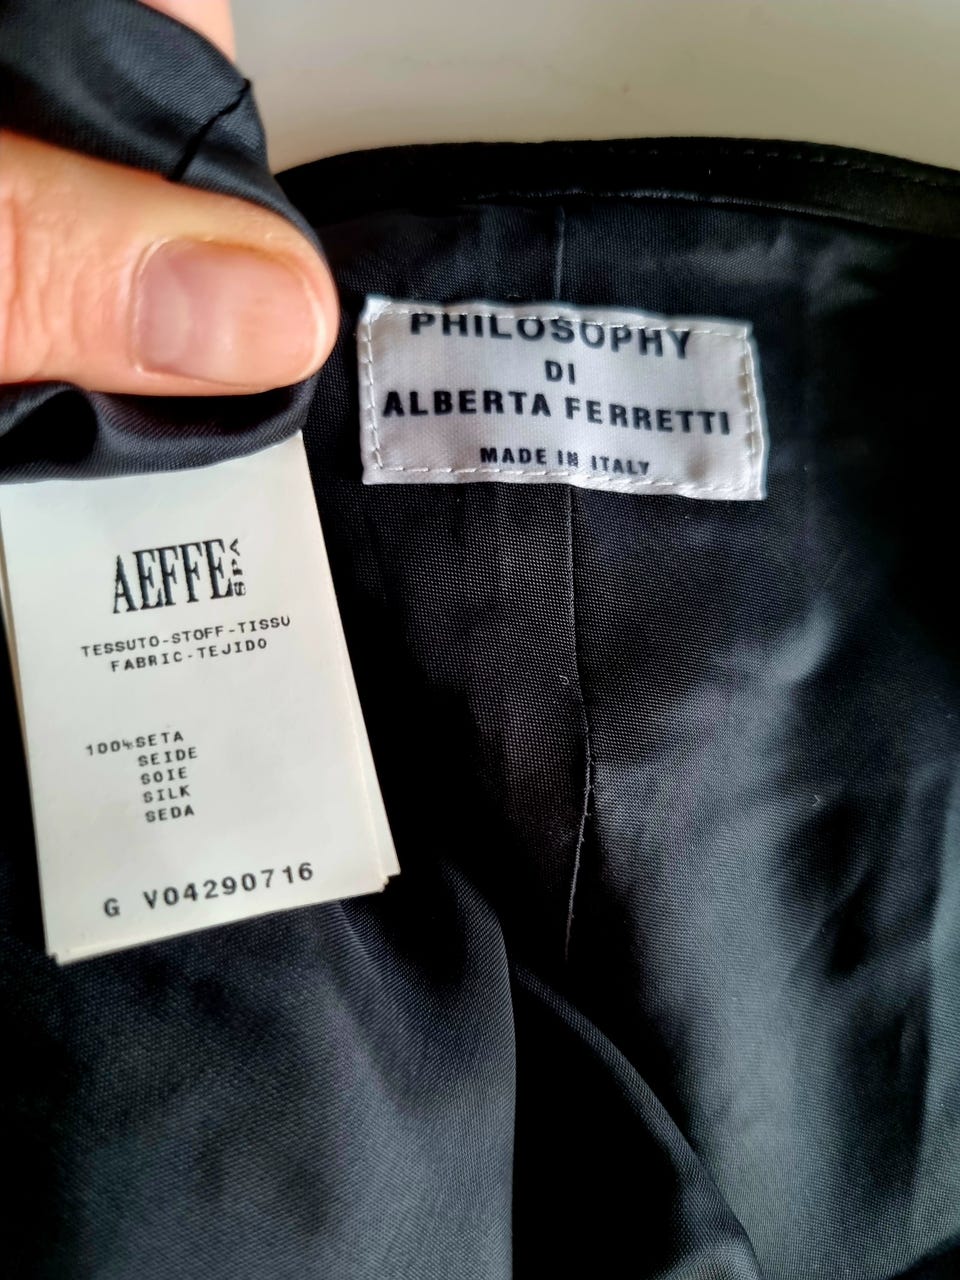 PHILOSOPHY
DI
ALBERTA FERRETTI
MADE IN ITALY
AEFFE SPA
TESSUTO-STOFF-TISSU
FABRIC-TEJIDO
100%SETA
SEIDE
SOIE
SILK
SEDA
G V04290716